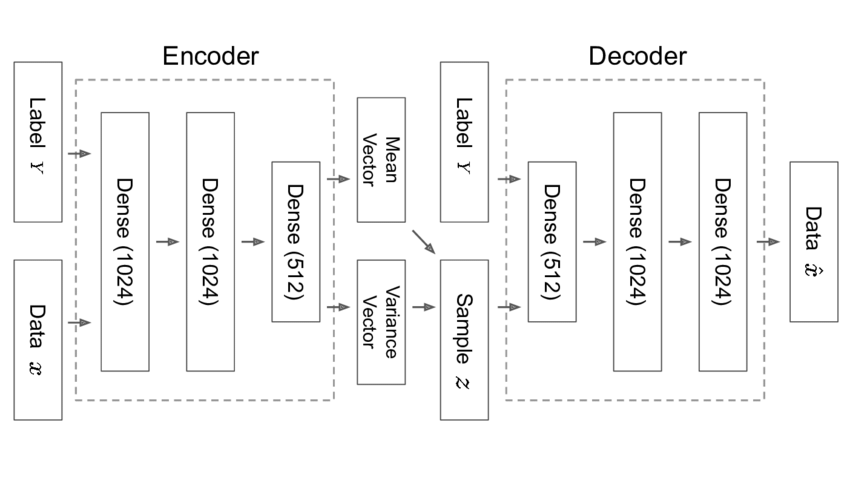 Encoder
Decoder
Label Y
Data x
Dense (1024)
Dense (1024)
Dense (512)
Mean
Vector
Variance
Vector
Label Y
Sample z
Dense (512)
Dense (1024)
Dense (1024)
Data x̂